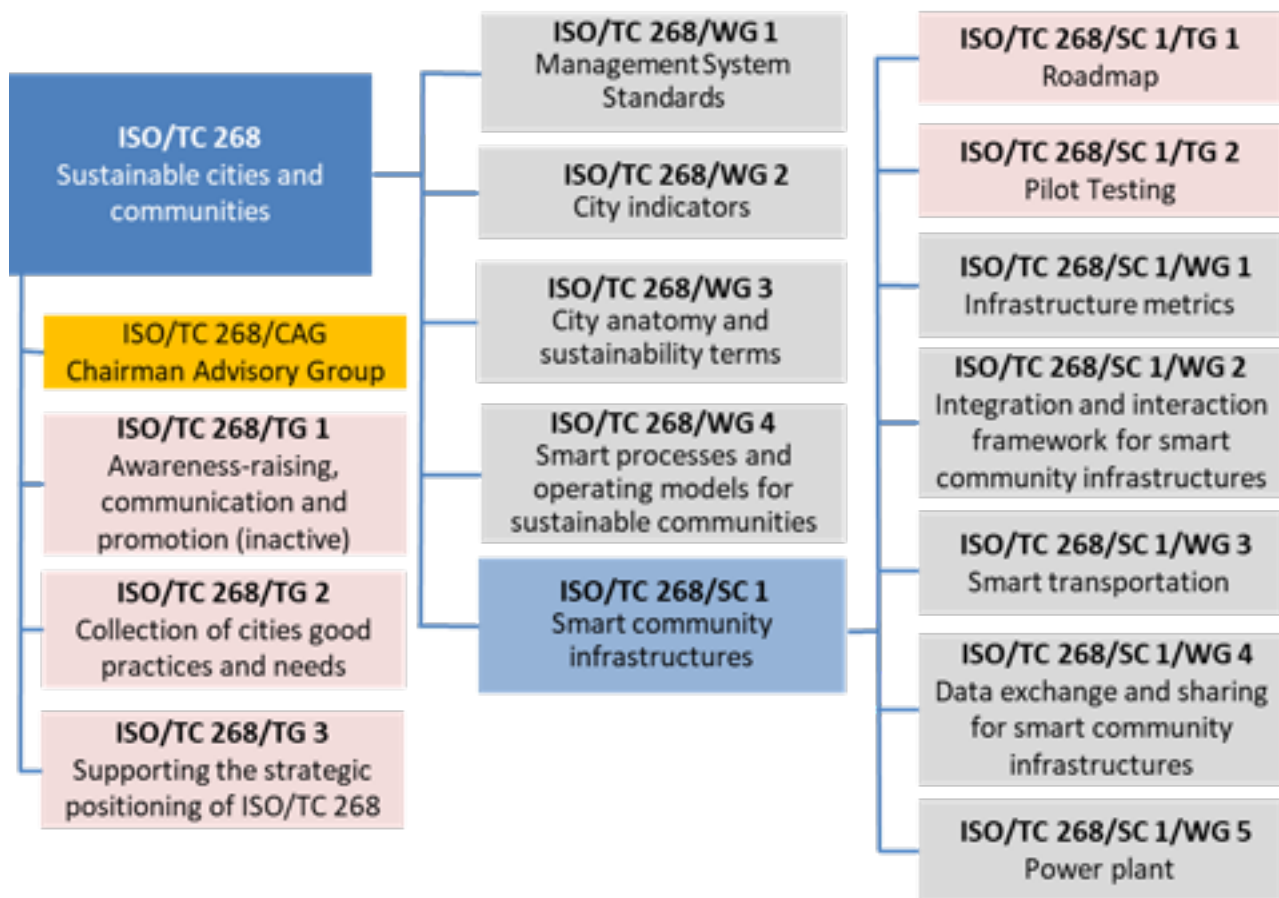 ISO/TC 268
Sustainable cities and
communities
ISO/TC 268/CAG
Chairman Advisory Group
ISO/TC 268/TG 1
Awareness-raising,
communication and
promotion (inactive)
ISO/TC 268/TG 2
Collection of cities good
practices and needs
ISO/TC 268/TG 3
Supporting the strategic
positioning of ISO/TC 268
ISO/TC 268/WG 1
Management System
Standards
ISO/TC 268/WG 2
City indicators
ISO/TC 268/WG 3
City anatomy and
sustainability terms
ISO/TC 268/WG 4
Smart processes and
operating models for
sustainable communities
ISO/TC 268/SC 1
Smart community
infrastructures
ISO/TC 268/SC 1/TG 1
Roadmap
ISO/TC 268/SC 1/TG 2
Pilot Testing
ISO/TC 268/SC 1/WG 1
Infrastructure metrics
ISO/TC 268/SC 1/WG 2
Integration and interaction
framework for smart
community infrastructures
ISO/TC 268/SC 1/WG 3
Smart transportation
ISO/TC 268/SC 1/WG 4
Data exchange and sharing
for smart community
infrastructures
ISO/TC 268/SC 1/WG 5
Power plant